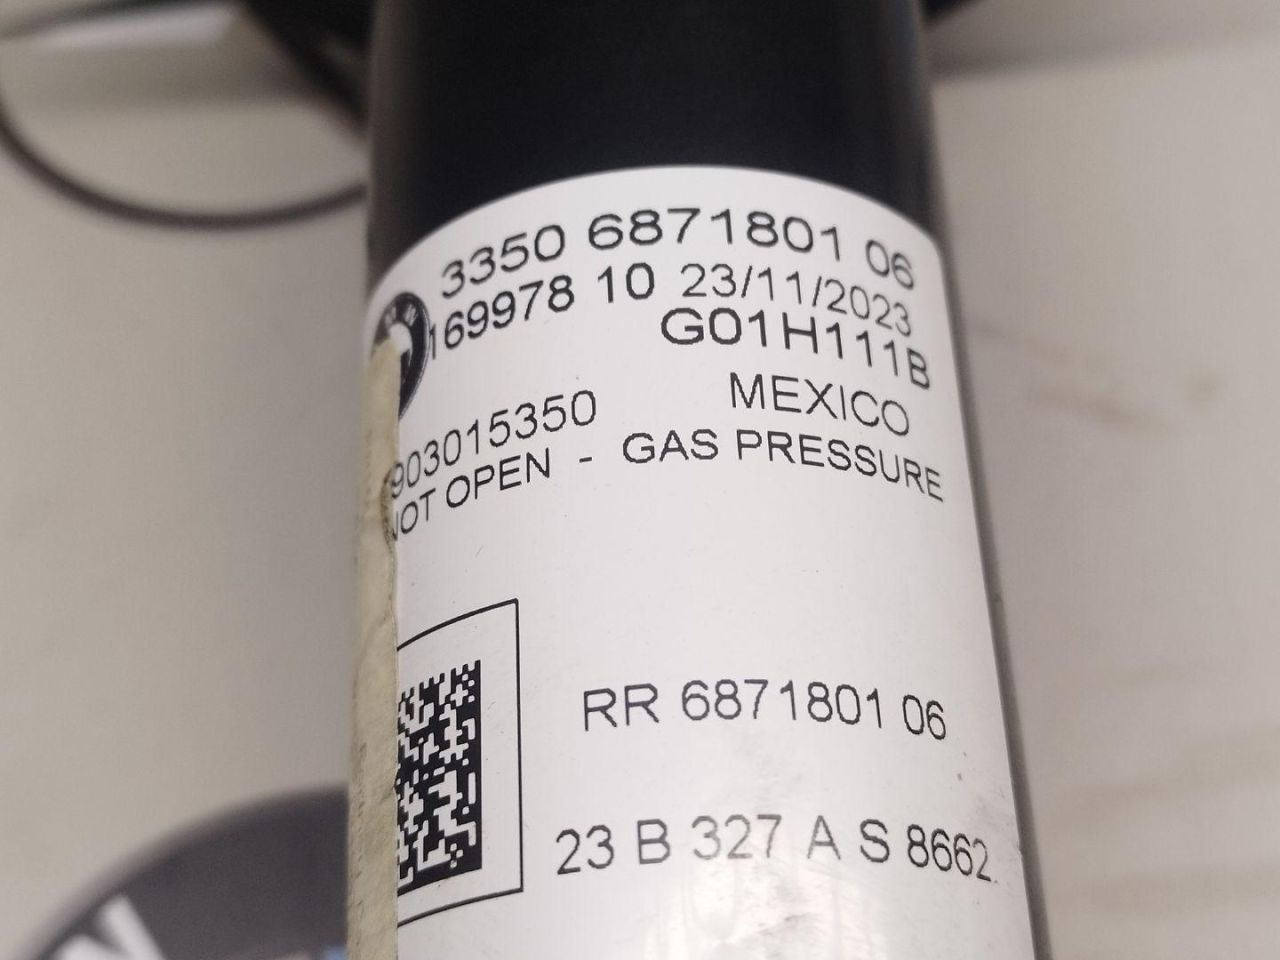 3350 6871801 06
169978 10 23/11/2023
G01H111B
MEXICO
903015350
NOT OPEN - GAS PRESSURE
RR 6871801 06
23 B 327 A S 8662